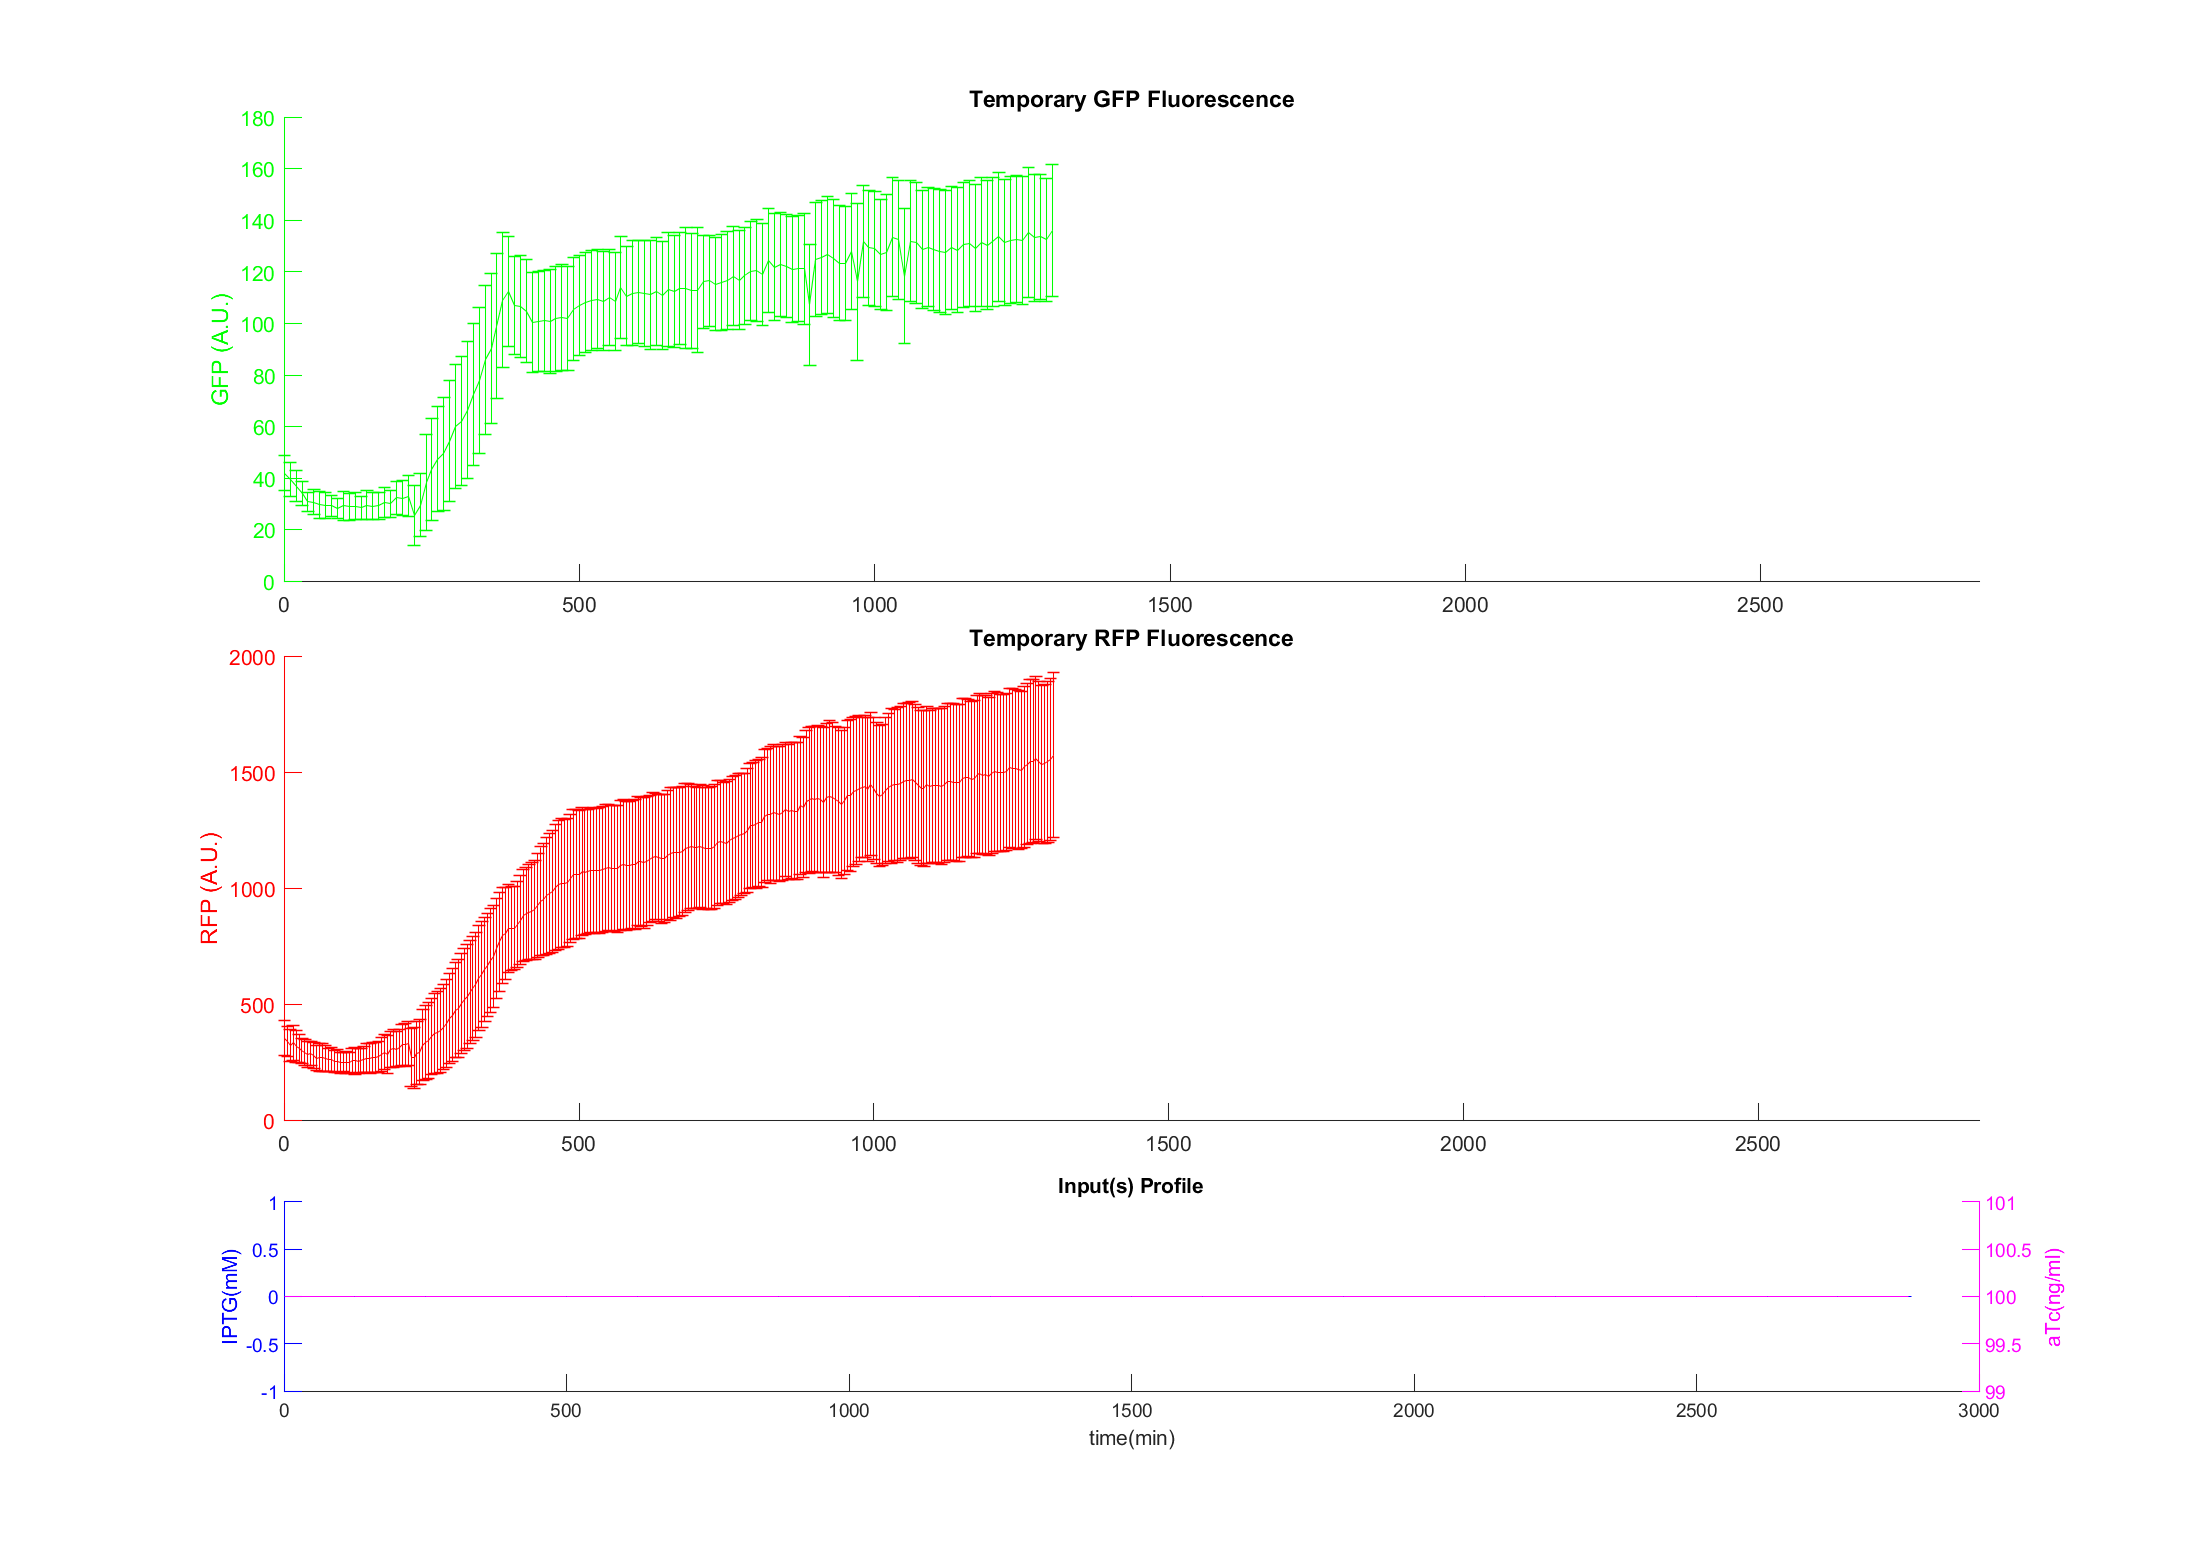 Temporary GFP Fluorescence
180
160
140
120
100
80
60
40
20
0
GFP (A.U.)
0 500 1000 1500 2000 2500
Temporary RFP Fluorescence
2000
1500
1000
500
0
RFP (A.U.)
0 500 1000 1500 2000 2500
Input(s) Profile
1
0.5
0
-0.5
-1
IPTG(mM)
101
100.5
100
99.5
99
aTc(ng/ml)
0 500 1000 1500 2000 2500 3000
time(min)